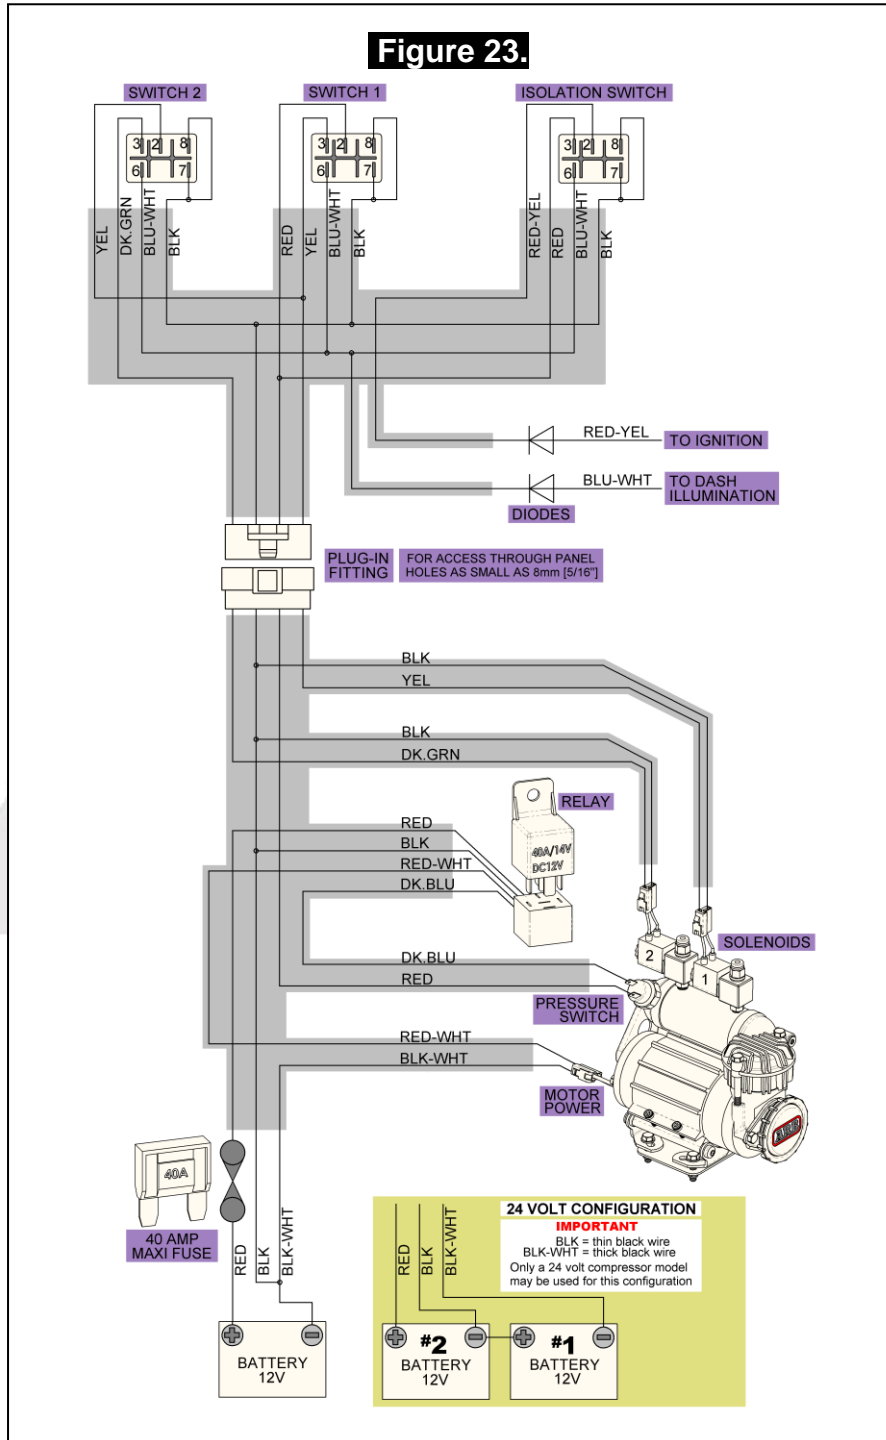 Figure 23.
SWITCH 2
SWITCH 1
ISOLATION SWITCH
3 2 8
6 7
3 2 8
6 7
3 2 8
6 7
YEL
DK.GRN
BLU-WHT
BLK
RED
YEL
BLU-WHT
BLK
RED-YEL
RED
BLU-WHT
BLK
RED-YEL
TO IGNITION
BLU-WHT
TO DASH
ILLUMINATION
DIODES
PLUG-IN
FITTING
FOR ACCESS THROUGH PANEL
HOLES AS SMALL AS 8mm [5/16"]
BLK
YEL
BLK
DK.GRN
RELAY
40A/14V
DC12V
RED
BLK
RED-WHT
DK.BLU
SOLENOIDS
2
1
DK.BLU
RED
PRESSURE
SWITCH
RED-WHT
BLK-WHT
MOTOR
POWER
40A
40 AMP
MAXI FUSE
RED
BLK
BLK-WHT
BATTERY
12V
24 VOLT CONFIGURATION
IMPORTANT
BLK = thin black wire
BLK-WHT = thick black wire
Only a 24 volt compressor model
may be used for this configuration
RED
BLK
BLK-WHT
#2
BATTERY
12V
#1
BATTERY
12V